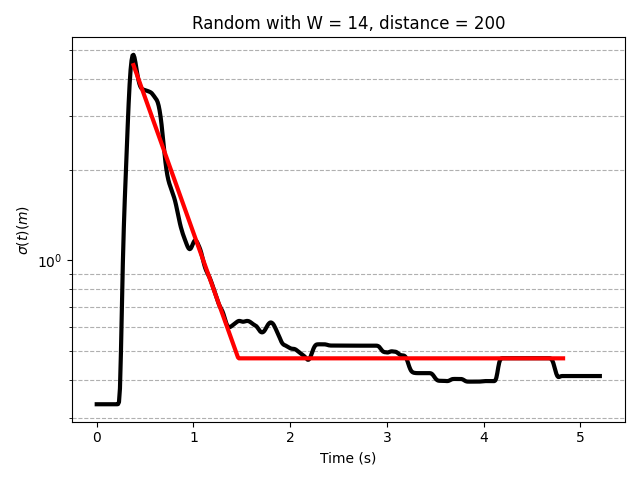 Random with W = 14, distance = 200
σ(t)(m)
10⁰
0 1 2 3 4 5
Time (s)